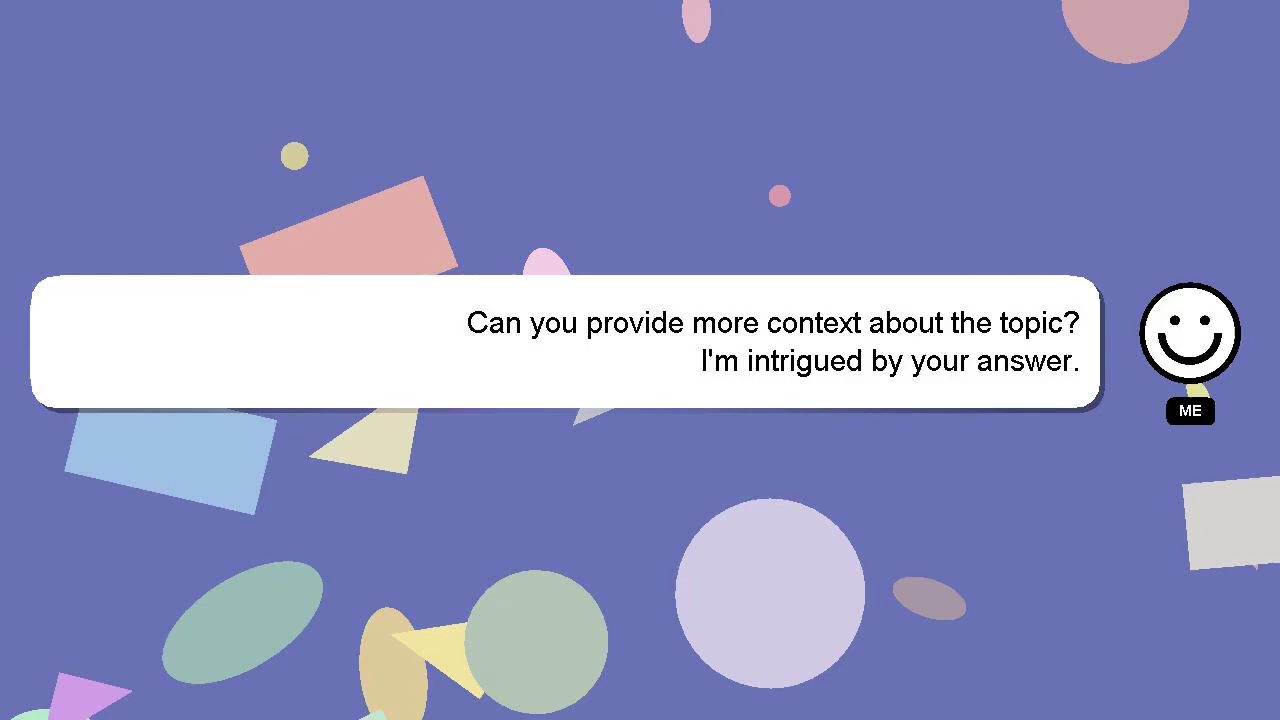 Can you provide more context about the topic?
I'm intrigued by your answer.
ME